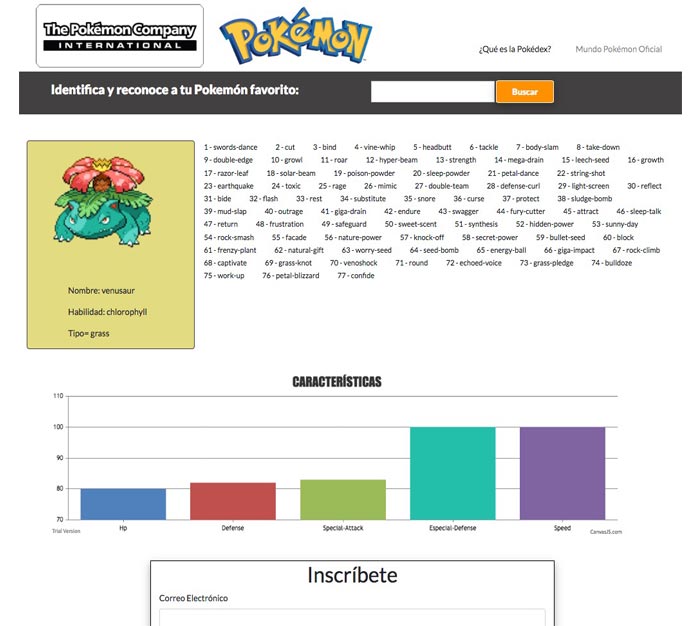 The Pokémon Company
INTERNATIONAL
POKéMON
¿Qué es la Pokédex? Mundo Pokémon Oficial
Identifica y reconoce a tu Pokemón favorito: Buscar
1 - swords-dance 2 - cut 3 - bind 4 - vine-whip 5 - headbutt 6 - tackle 7 - body-slam 8 - take-down
9 - double-edge 10 - growl 11 - roar 12 - hyper-beam 13 - strength 14 - mega-drain 15 - leech-seed 16 - growth
17 - razor-leaf 18 - solar-beam 19 - poison-powder 20 - sleep-powder 21 - petal-dance 22 - string-shot
23 - earthquake 24 - toxic 25 - rage 26 - mimic 27 - double-team 28 - defense-curl 29 - light-screen 30 - reflect
31 - bide 32 - flash 33 - rest 34 - substitute 35 - snore 36 - curse 37 - protect 38 - sludge-bomb
39 - mud-slap 40 - outrage 41 - giga-drain 42 - endure 43 - swagger 44 - fury-cutter 45 - attract 46 - sleep-talk
47 - return 48 - frustration 49 - safeguard 50 - sweet-scent 51 - synthesis 52 - hidden-power 53 - sunny-day
54 - rock-smash 55 - facade 56 - nature-power 57 - knock-off 58 - secret-power 59 - bullet-seed 60 - block
61 - frenzy-plant 62 - natural-gift 63 - worry-seed 64 - seed-bomb 65 - energy-ball 66 - giga-impact 67 - rock-climb
68 - captivate 69 - grass-knot 70 - venoshock 71 - round 72 - echoed-voice 73 - grass-pledge 74 - bulldoze
75 - work-up 76 - petal-blizzard 77 - confide
Nombre: venusaur
Habilidad: chlorophyll
Tipo= grass
CARACTERÍSTICAS
110
100
90
80
70
Hp Defense Special-Attack Especial-Defense Speed
Trial Version CanvasJS.com
Inscríbete
Correo Electrónico